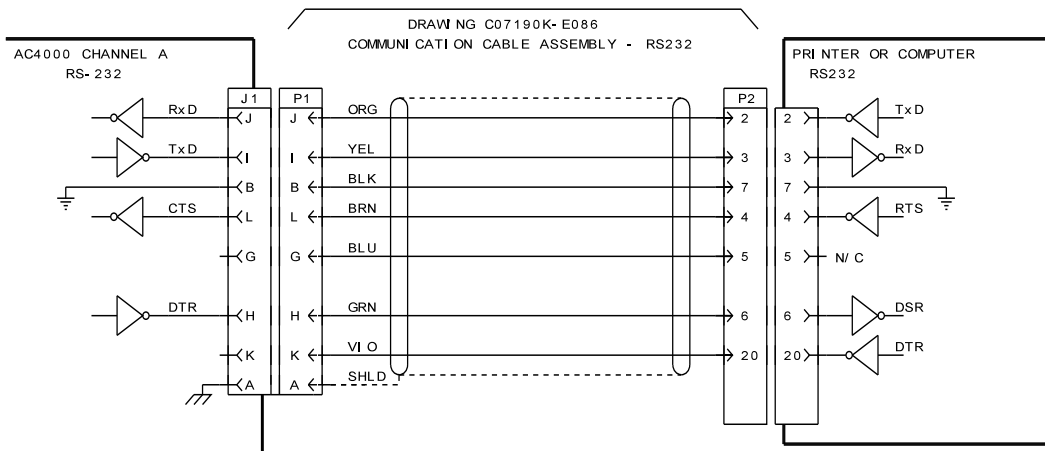 DRAWING C07190K-E086
COMMUNICATION CABLE ASSEMBLY - RS232
AC4000 CHANNEL A
RS-232
PRINTER OR COMPUTER
RS232
J1 P1 P2
RxD J J ORG 2 2 TxD
TxD I I YEL 3 3 RxD
B B BLK 7 7
CTS L L BRN 4 4 RTS
G G BLU 5 5 N/C
DTR H H GRN 6 6 DSR
K K VIO 20 20 DTR
A A SHLD